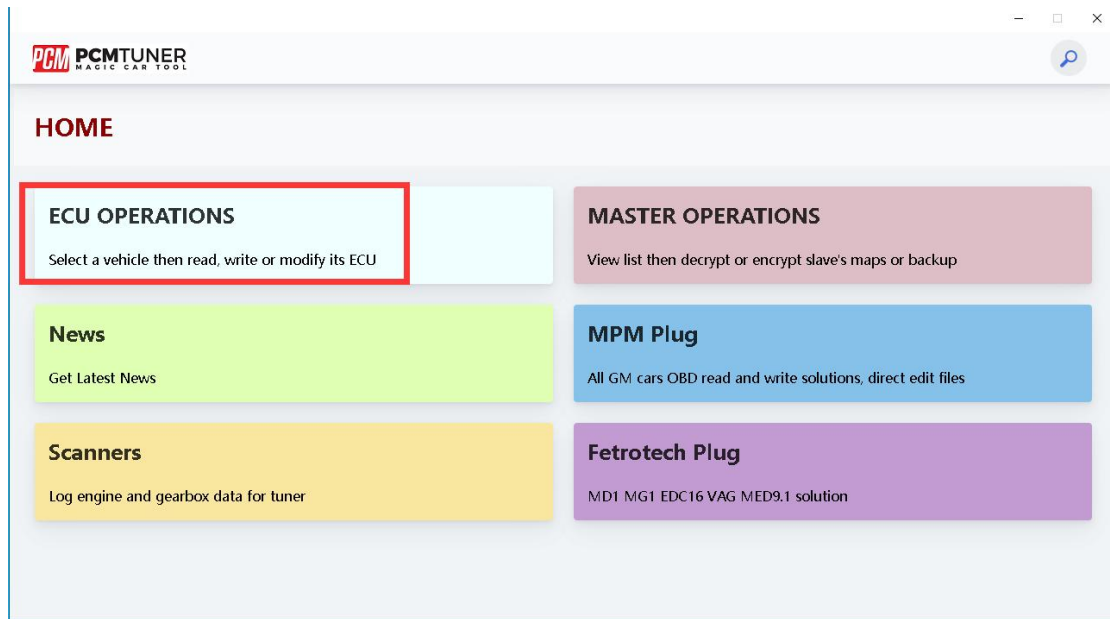 PCM PCMTUNER
MAGIC CAR TOOL
HOME
ECU OPERATIONS
Select a vehicle then read, write or modify its ECU
MASTER OPERATIONS
View list then decrypt or encrypt slave's maps or backup
News
Get Latest News
MPM Plug
All GM cars OBD read and write solutions, direct edit files
Scanners
Log engine and gearbox data for tuner
Fetrotech Plug
MD1 MG1 EDC16 VAG MED9.1 solution